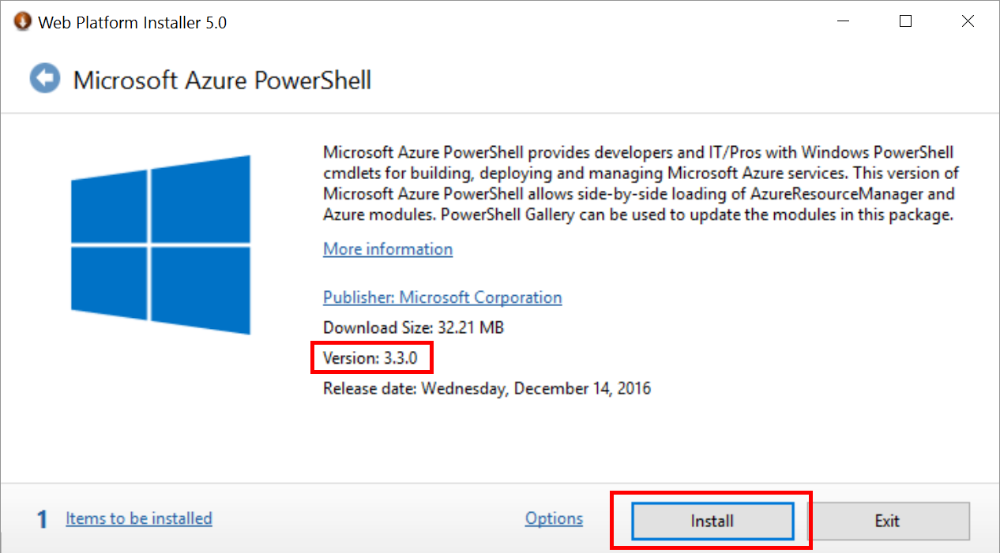 Web Platform Installer 5.0
Microsoft Azure PowerShell
Microsoft Azure PowerShell provides developers and IT/Pros with Windows PowerShell
cmdlets for building, deploying and managing Microsoft Azure services. This version of
Microsoft Azure PowerShell allows side-by-side loading of AzureResourceManager and
Azure modules. PowerShell Gallery can be used to update the modules in this package.
More information
Publisher: Microsoft Corporation
Download Size: 32.21 MB
Version: 3.3.0
Release date: Wednesday, December 14, 2016
1 Items to be installed Options Install Exit